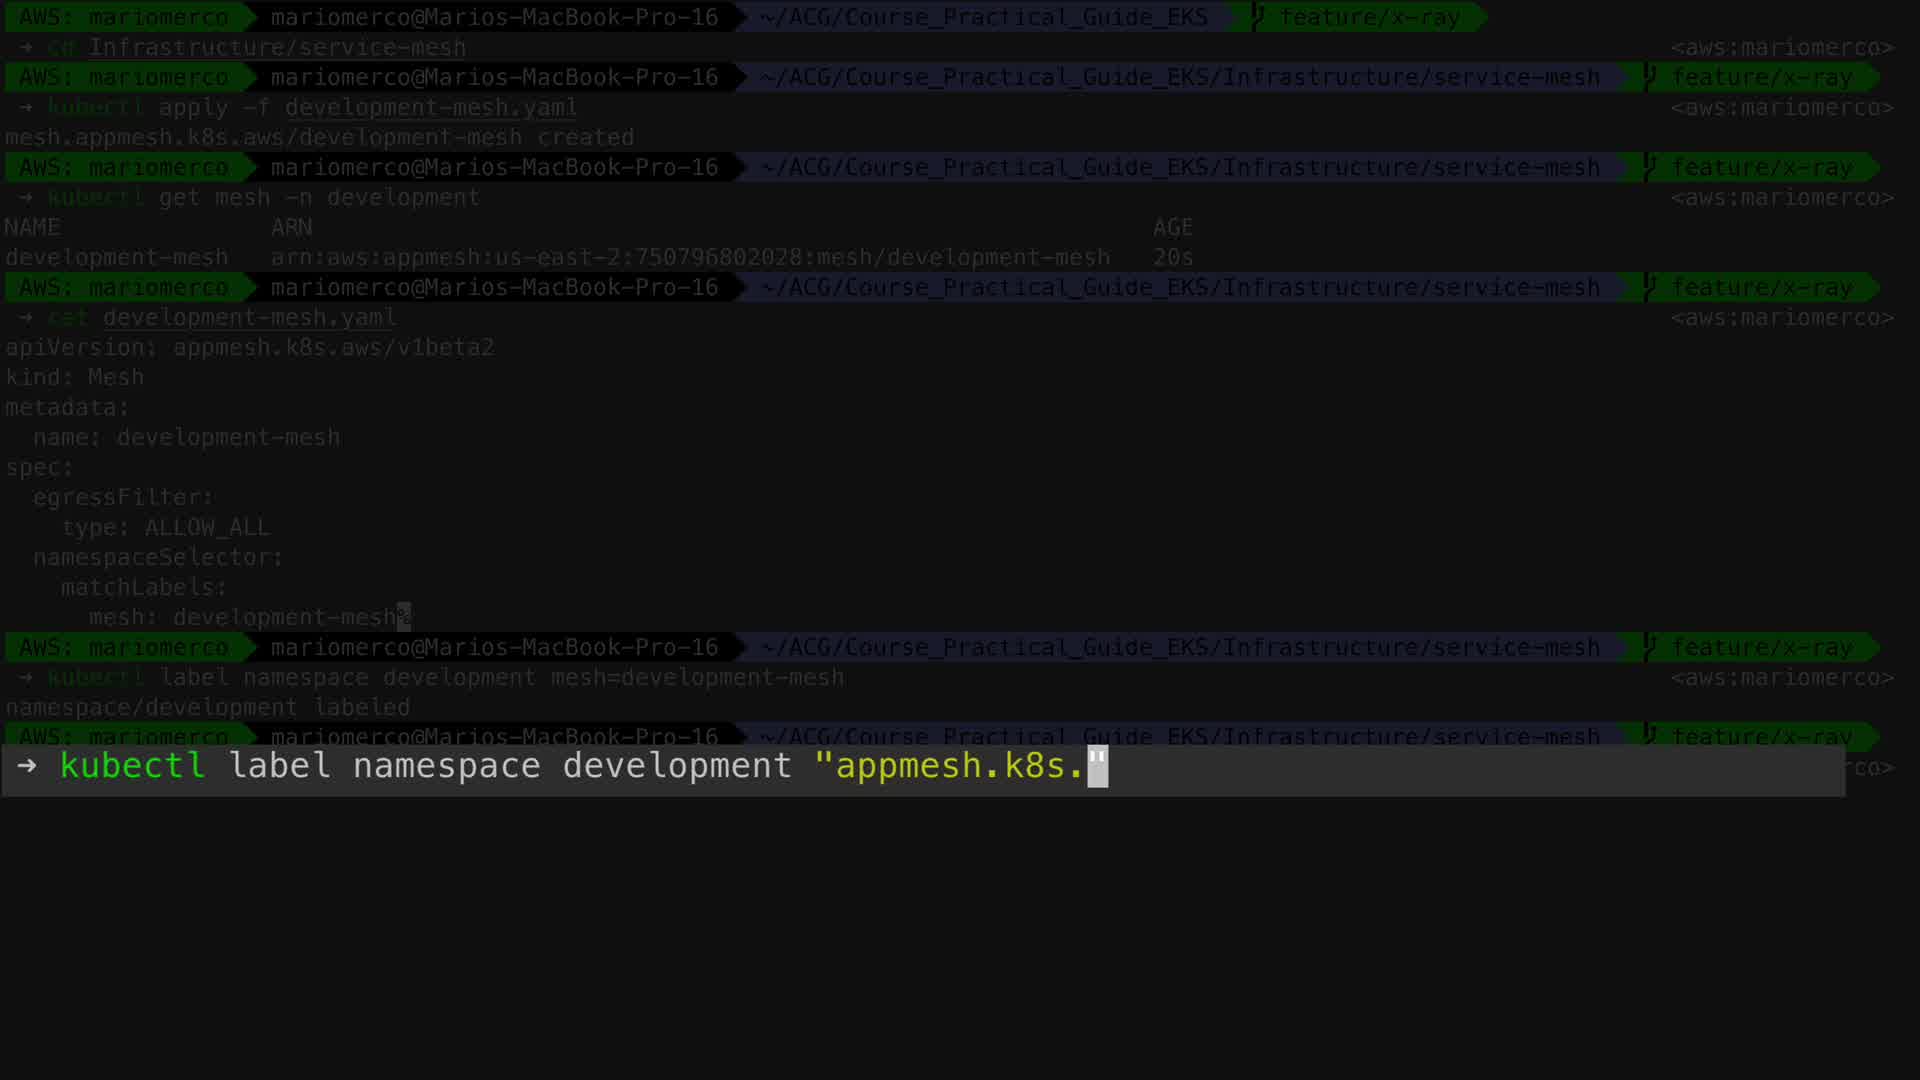 AWS: mariomerco mariomerco@Marios-MacBook-Pro-16 ~/ACG/Course_Practical_Guide_EKS feature/x-ray
→ cd Infrastructure/service-mesh <aws:mariomerco>
AWS: mariomerco mariomerco@Marios-MacBook-Pro-16 ~/ACG/Course_Practical_Guide_EKS/Infrastructure/service-mesh feature/x-ray
→ kubectl apply -f development-mesh.yaml <aws:mariomerco>
mesh.appmesh.k8s.aws/development-mesh created
AWS: mariomerco mariomerco@Marios-MacBook-Pro-16 ~/ACG/Course_Practical_Guide_EKS/Infrastructure/service-mesh feature/x-ray
→ kubectl get mesh -n development <aws:mariomerco>
NAME ARN AGE
development-mesh arn:aws:appmesh:us-east-2:750796802028:mesh/development-mesh 20s
AWS: mariomerco mariomerco@Marios-MacBook-Pro-16 ~/ACG/Course_Practical_Guide_EKS/Infrastructure/service-mesh feature/x-ray
→ cat development-mesh.yaml <aws:mariomerco>
apiVersion: appmesh.k8s.aws/v1beta2
kind: Mesh
metadata:
  name: development-mesh
spec:
  egressFilter:
    type: ALLOW_ALL
  namespaceSelector:
    matchLabels:
      mesh: development-mesh%
AWS: mariomerco mariomerco@Marios-MacBook-Pro-16 ~/ACG/Course_Practical_Guide_EKS/Infrastructure/service-mesh feature/x-ray
→ kubectl label namespace development mesh=development-mesh <aws:mariomerco>
namespace/development labeled
AWS: mariomerco mariomerco@Marios-MacBook-Pro-16 ~/ACG/Course_Practical_Guide_EKS/Infrastructure/service-mesh feature/x-ray
→ kubectl label namespace development "appmesh.k8s." rco>